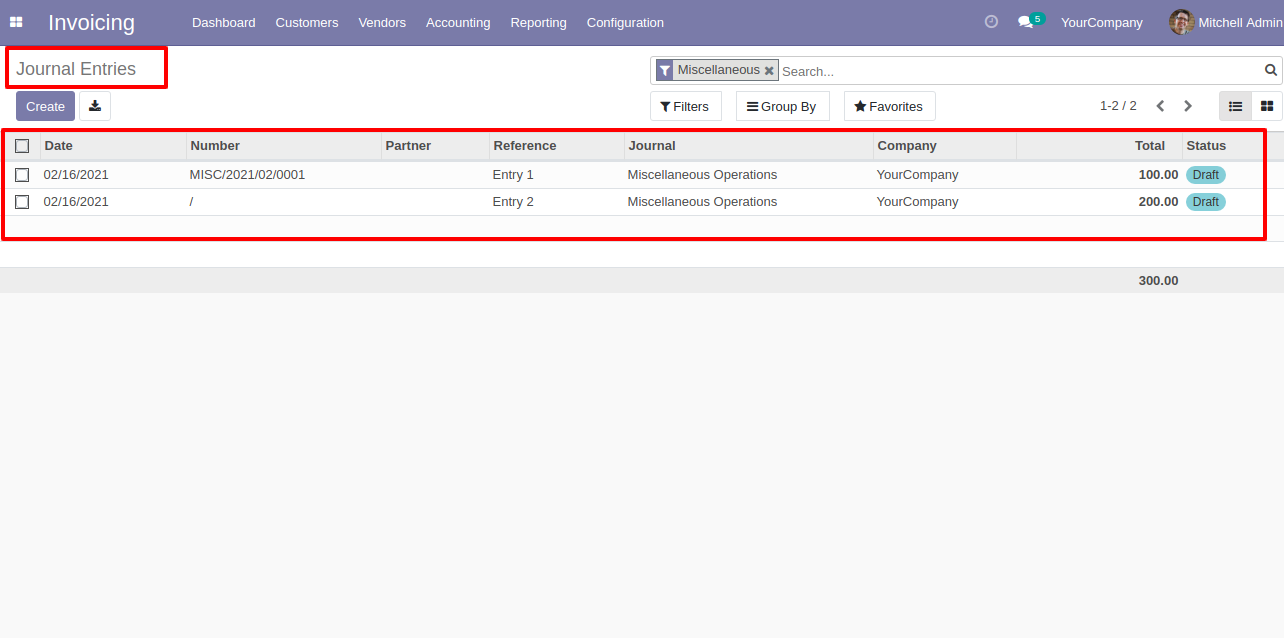 Invoicing Dashboard Customers Vendors Accounting Reporting Configuration 5 YourCompany Mitchell Admin
Journal Entries
Miscellaneous Search...
Create Filters Group By Favorites 1-2 / 2
Date Number Partner Reference Journal Company Total Status
02/16/2021 MISC/2021/02/0001 Entry 1 Miscellaneous Operations YourCompany 100.00 Draft
02/16/2021 / Entry 2 Miscellaneous Operations YourCompany 200.00 Draft
300.00